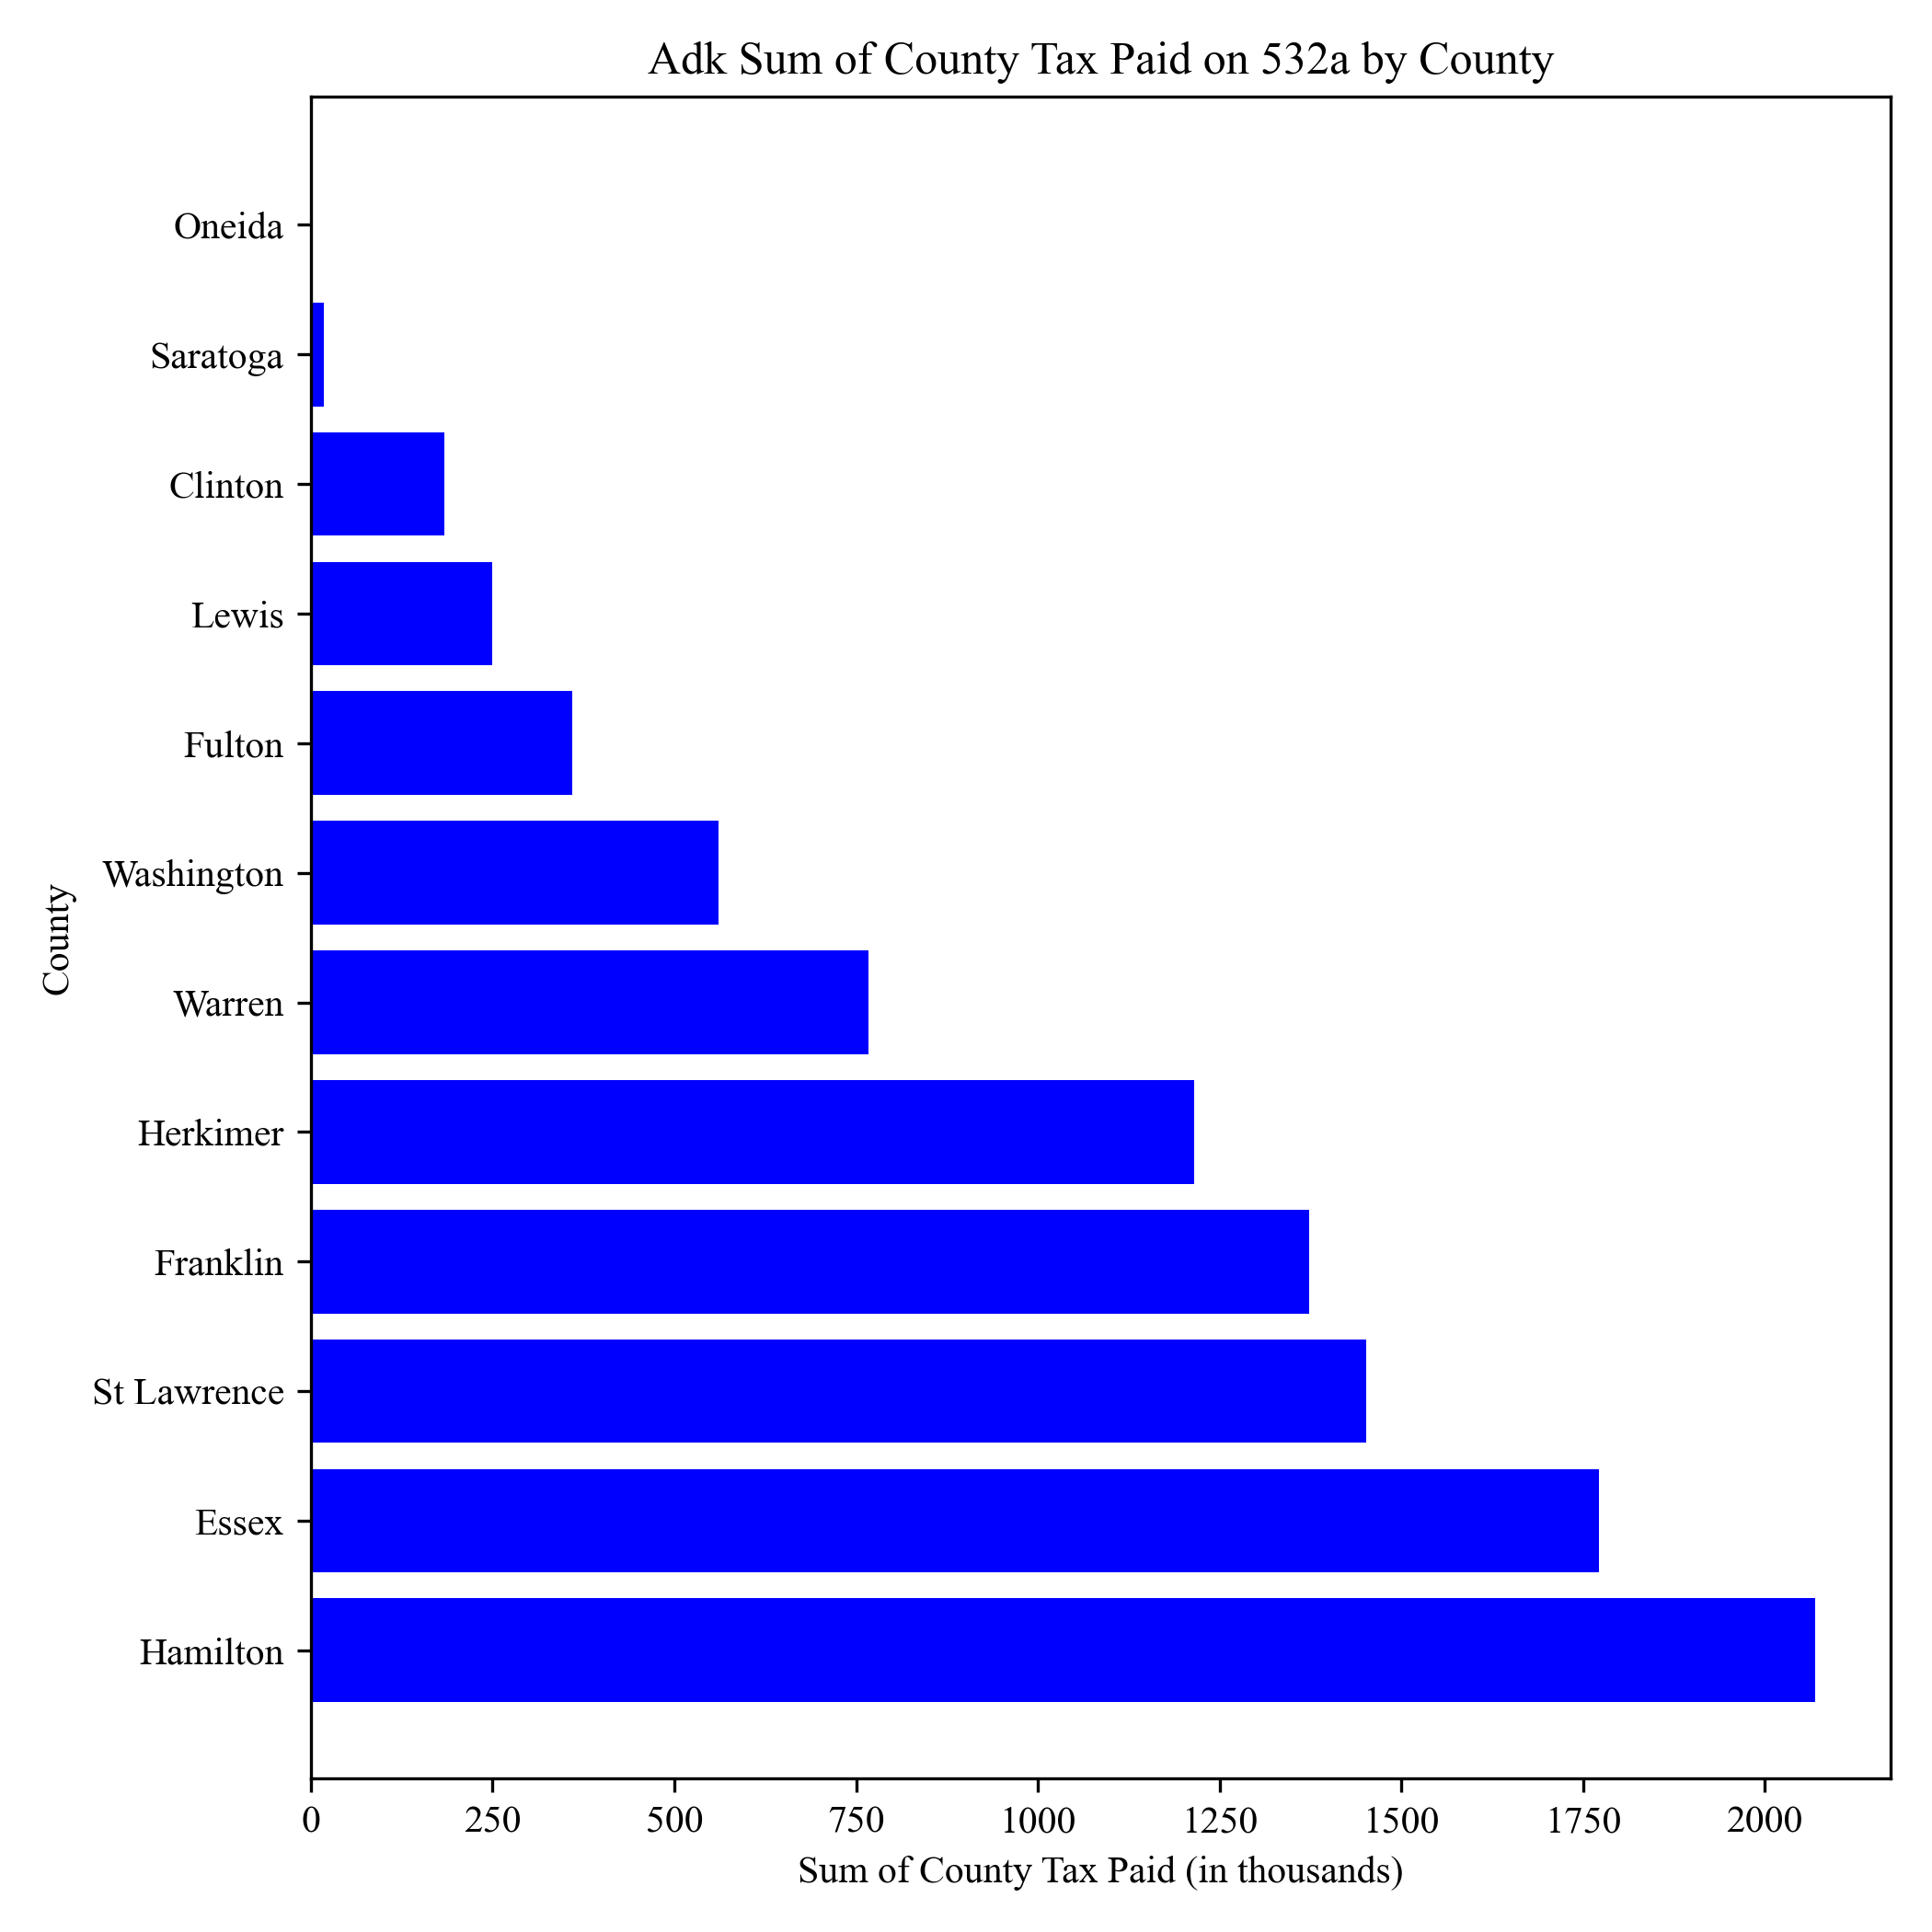 Adk Sum of County Tax Paid on 532a by County
Oneida
Saratoga
Clinton
Lewis
Fulton
Washington
Warren
Herkimer
Franklin
St Lawrence
Essex
Hamilton
County
0 250 500 750 1000 1250 1500 1750 2000
Sum of County Tax Paid (in thousands)